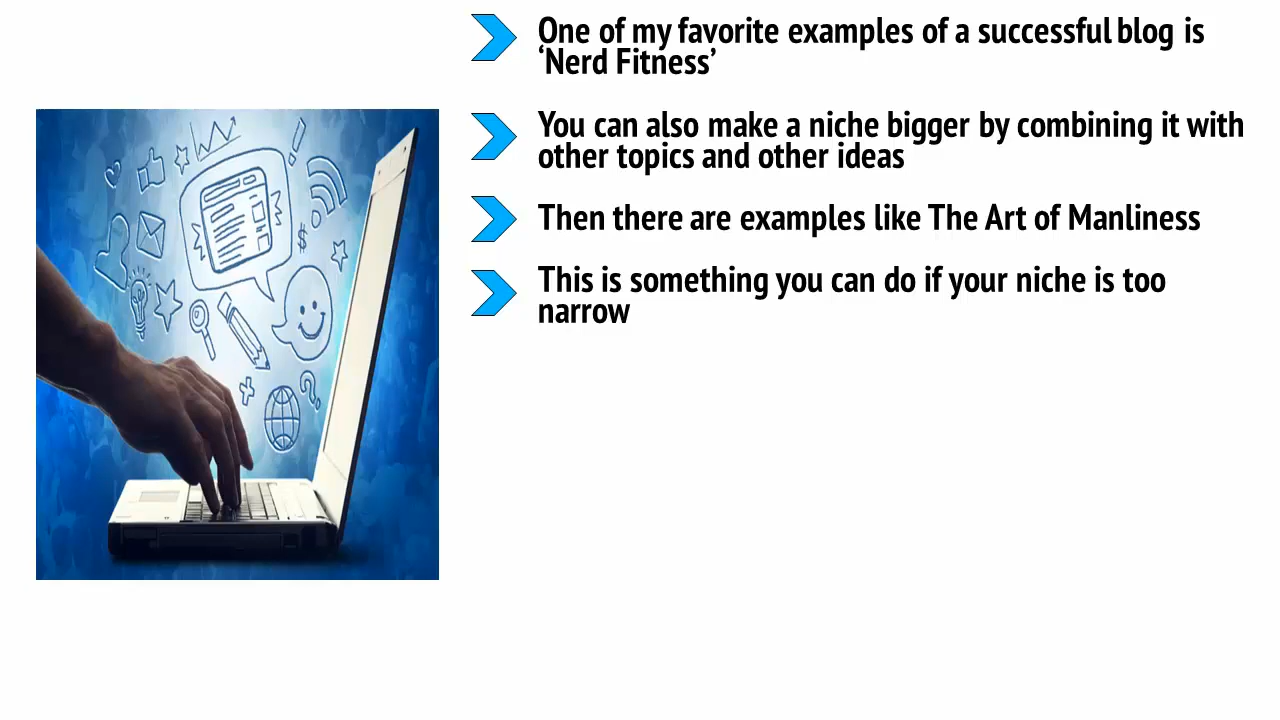 One of my favorite examples of a successful blog is
‘Nerd Fitness’
You can also make a niche bigger by combining it with
other topics and other ideas
Then there are examples like The Art of Manliness
This is something you can do if your niche is too
narrow